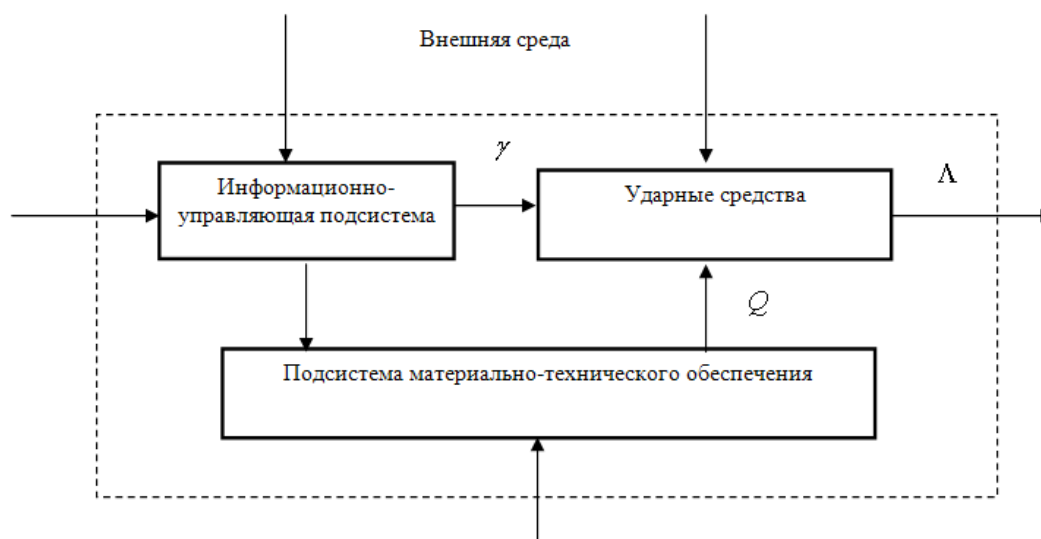 Внешняя среда
γ
Λ
Информационно-
управляющая подсистема
Ударные средства
Q
Подсистема материально-технического обеспечения